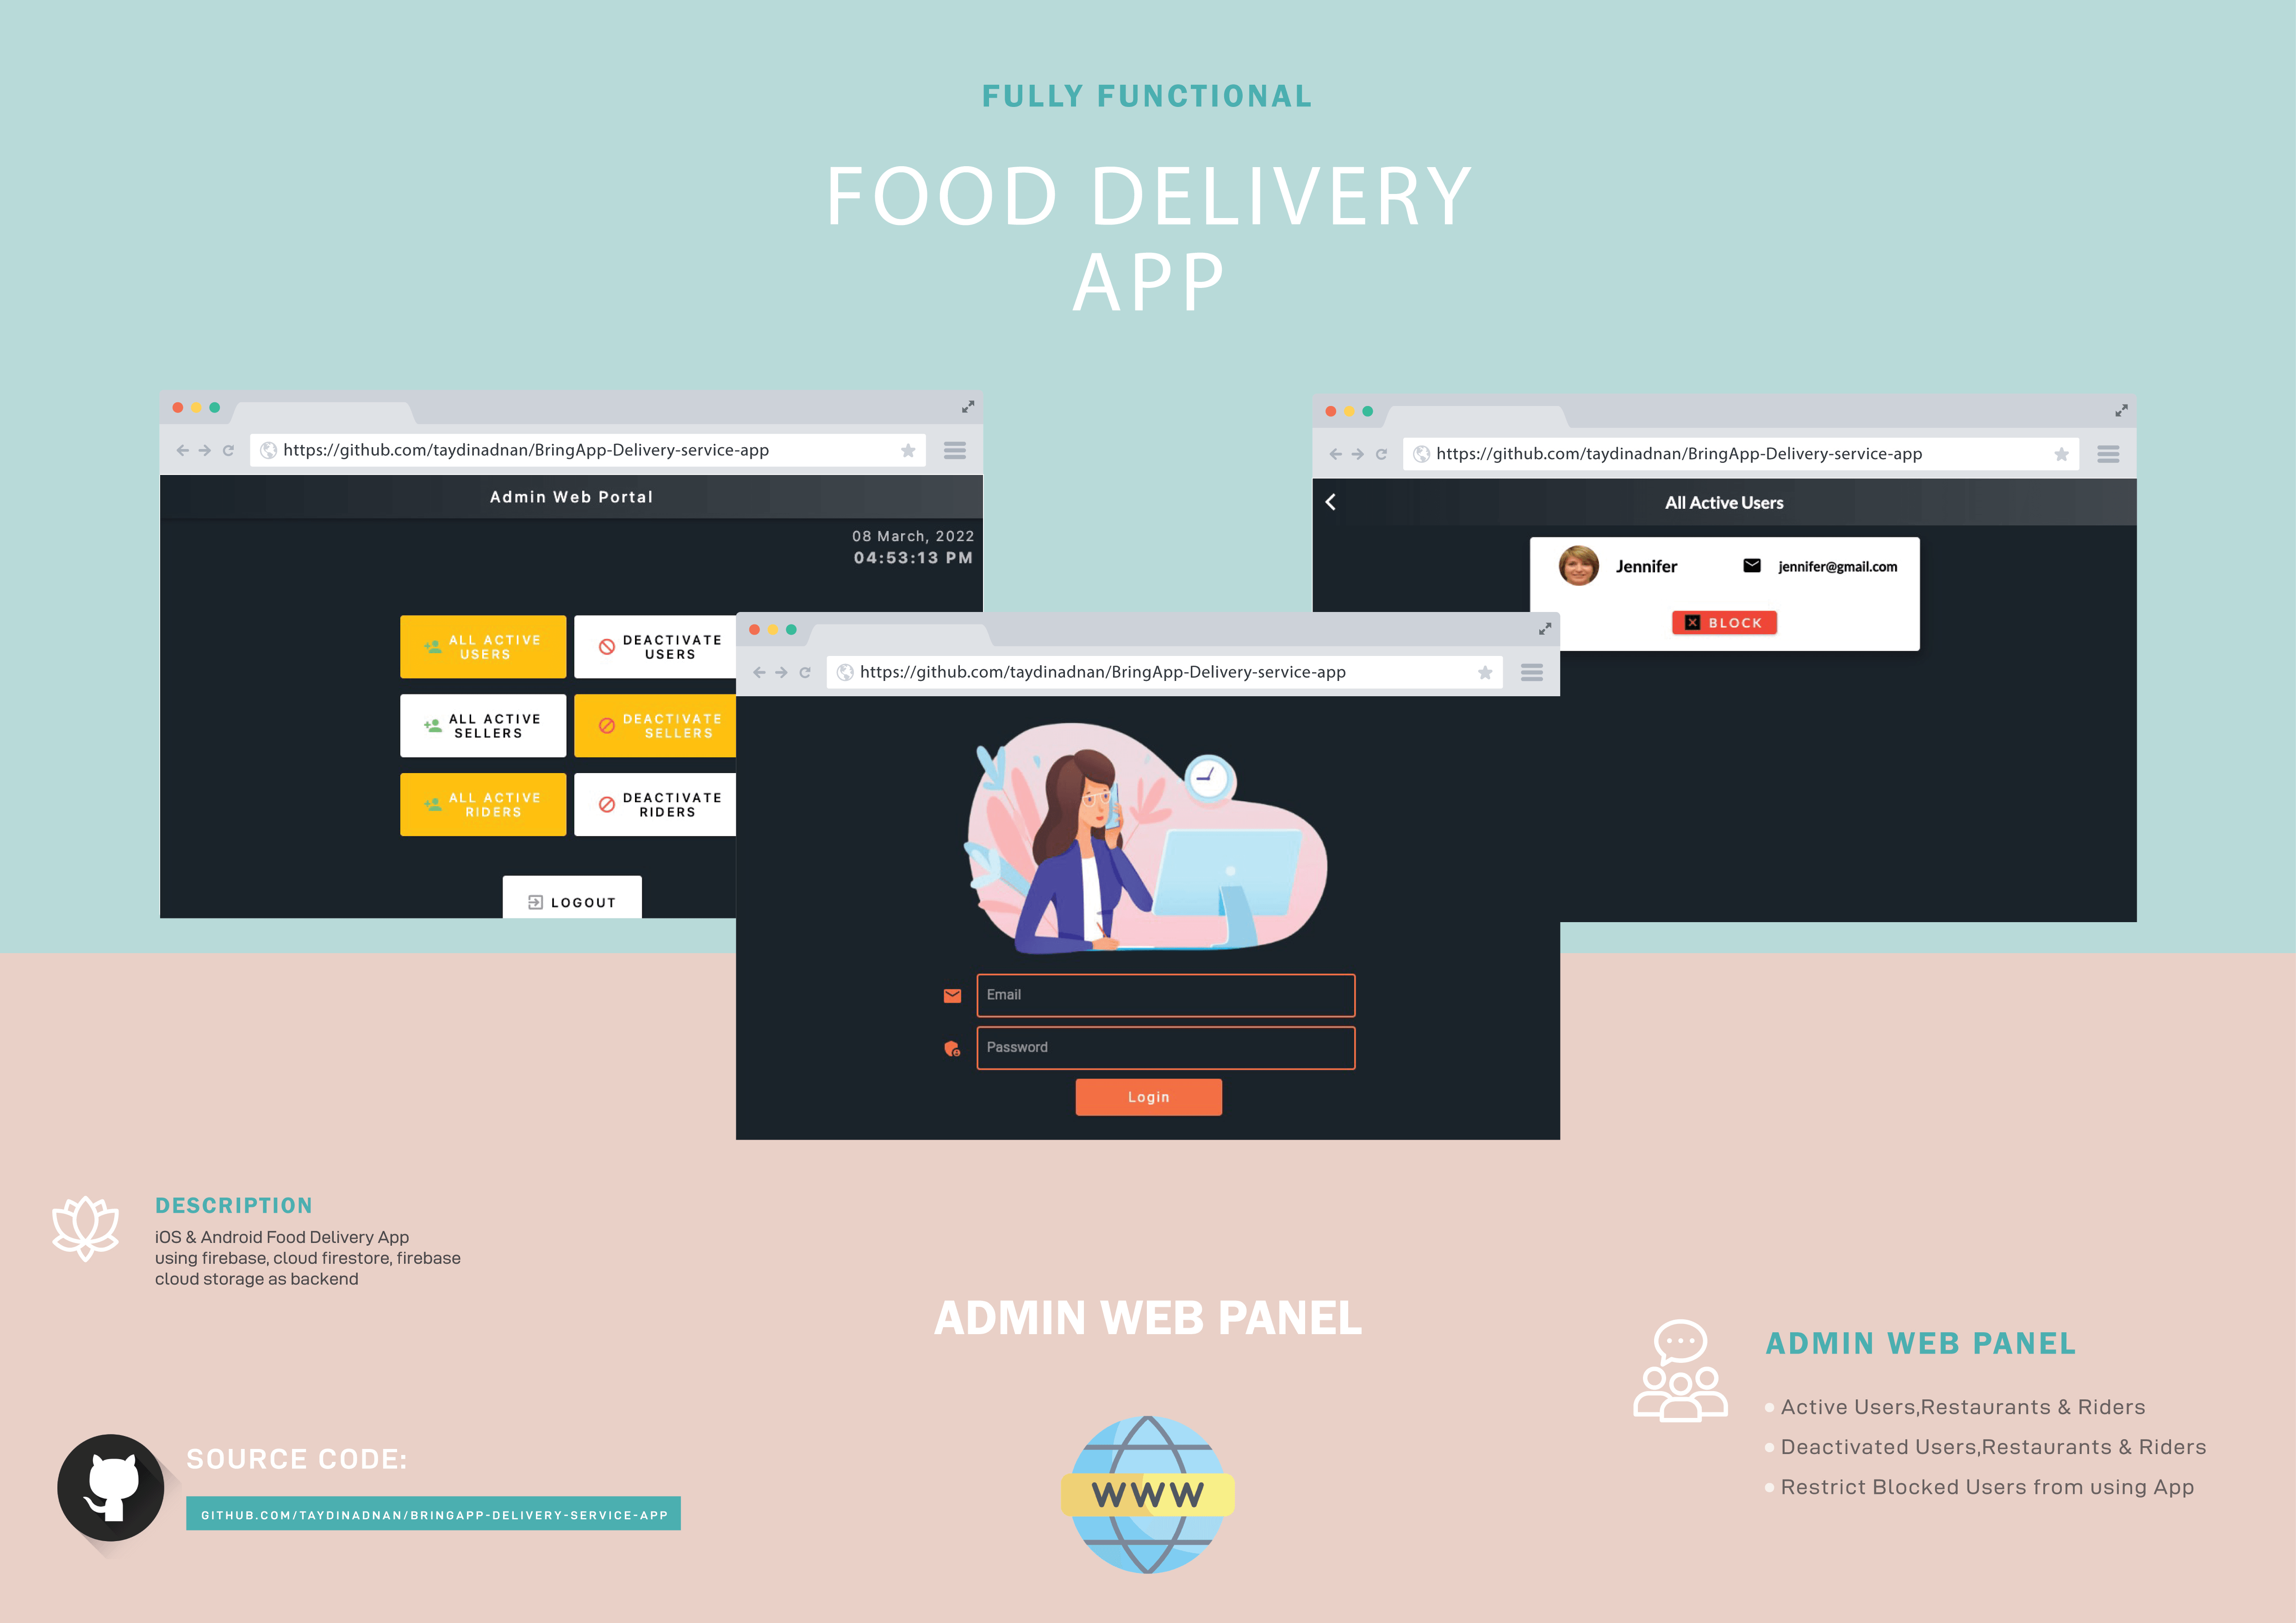 FULLY FUNCTIONAL
FOOD DELIVERY
APP
https://github.com/taydinadnan/BringApp-Delivery-service-app
Admin Web Portal
08 March, 2022
04:53:13 PM
ALL ACTIVE
USERS
DEACTIVATE
USERS
ALL ACTIVE
SELLERS
DEACTIVATE
SELLERS
ALL ACTIVE
RIDERS
DEACTIVATE
RIDERS
LOGOUT
https://github.com/taydinadnan/BringApp-Delivery-service-app
Email
Password
Login
https://github.com/taydinadnan/BringApp-Delivery-service-app
All Active Users
Jennifer
jennifer@gmail.com
BLOCK
DESCRIPTION
iOS & Android Food Delivery App
using firebase, cloud firestore, firebase
cloud storage as backend
SOURCE CODE:
GITHUB.COM/TAYDINADNAN/BRINGAPP-DELIVERY-SERVICE-APP
ADMIN WEB PANEL
WWW
ADMIN WEB PANEL
Active Users,Restaurants & Riders
Deactivated Users,Restaurants & Riders
Restrict Blocked Users from using App